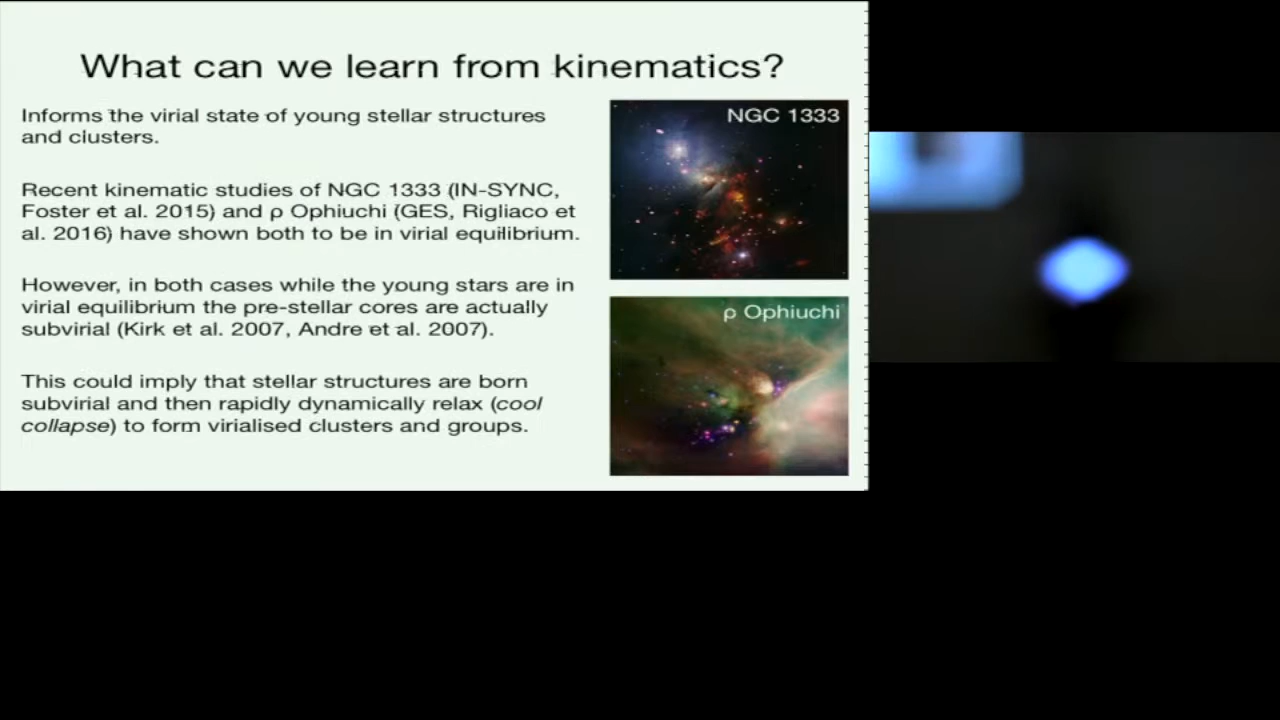 What can we learn from kinematics?
Informs the virial state of young stellar structures
and clusters.
Recent kinematic studies of NGC 1333 (IN-SYNC,
Foster et al. 2015) and ρ Ophiuchi (GES, Rigliaco et
al. 2016) have shown both to be in virial equilibrium.
However, in both cases while the young stars are in
virial equilibrium the pre-stellar cores are actually
subvirial (Kirk et al. 2007, Andre et al. 2007).
This could imply that stellar structures are born
subvirial and then rapidly dynamically relax (cool
collapse) to form virialised clusters and groups.
NGC 1333
ρ Ophiuchi